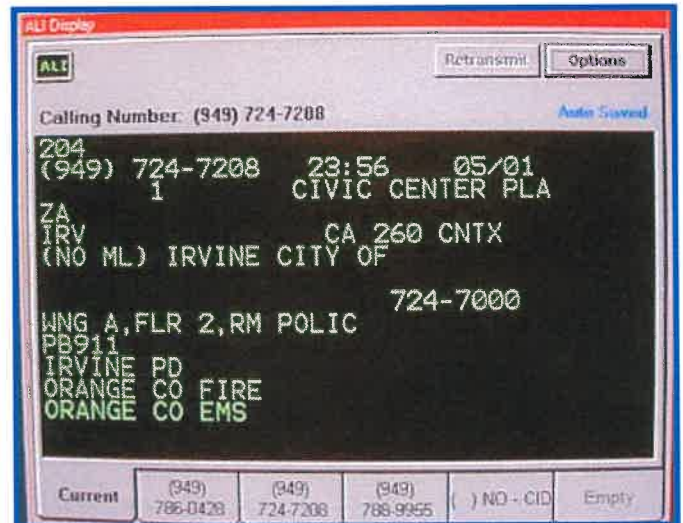 ALI Display
ALI
Retransmit Options
Calling Number: (949) 724-7208 Auto Saved
204
(949) 724-7208 23:56 05/01
1 CIVIC CENTER PLA
ZA
IRV CA 260 CNTX
(NO ML) IRVINE CITY OF
724-7000
WNG A,FLR 2,RM POLIC
PB911
IRVINE PD
ORANGE CO FIRE
ORANGE CO EMS
Current (949) 786-0428 (949) 724-7208 (949) 788-9955 ( ) NO - CID Empty